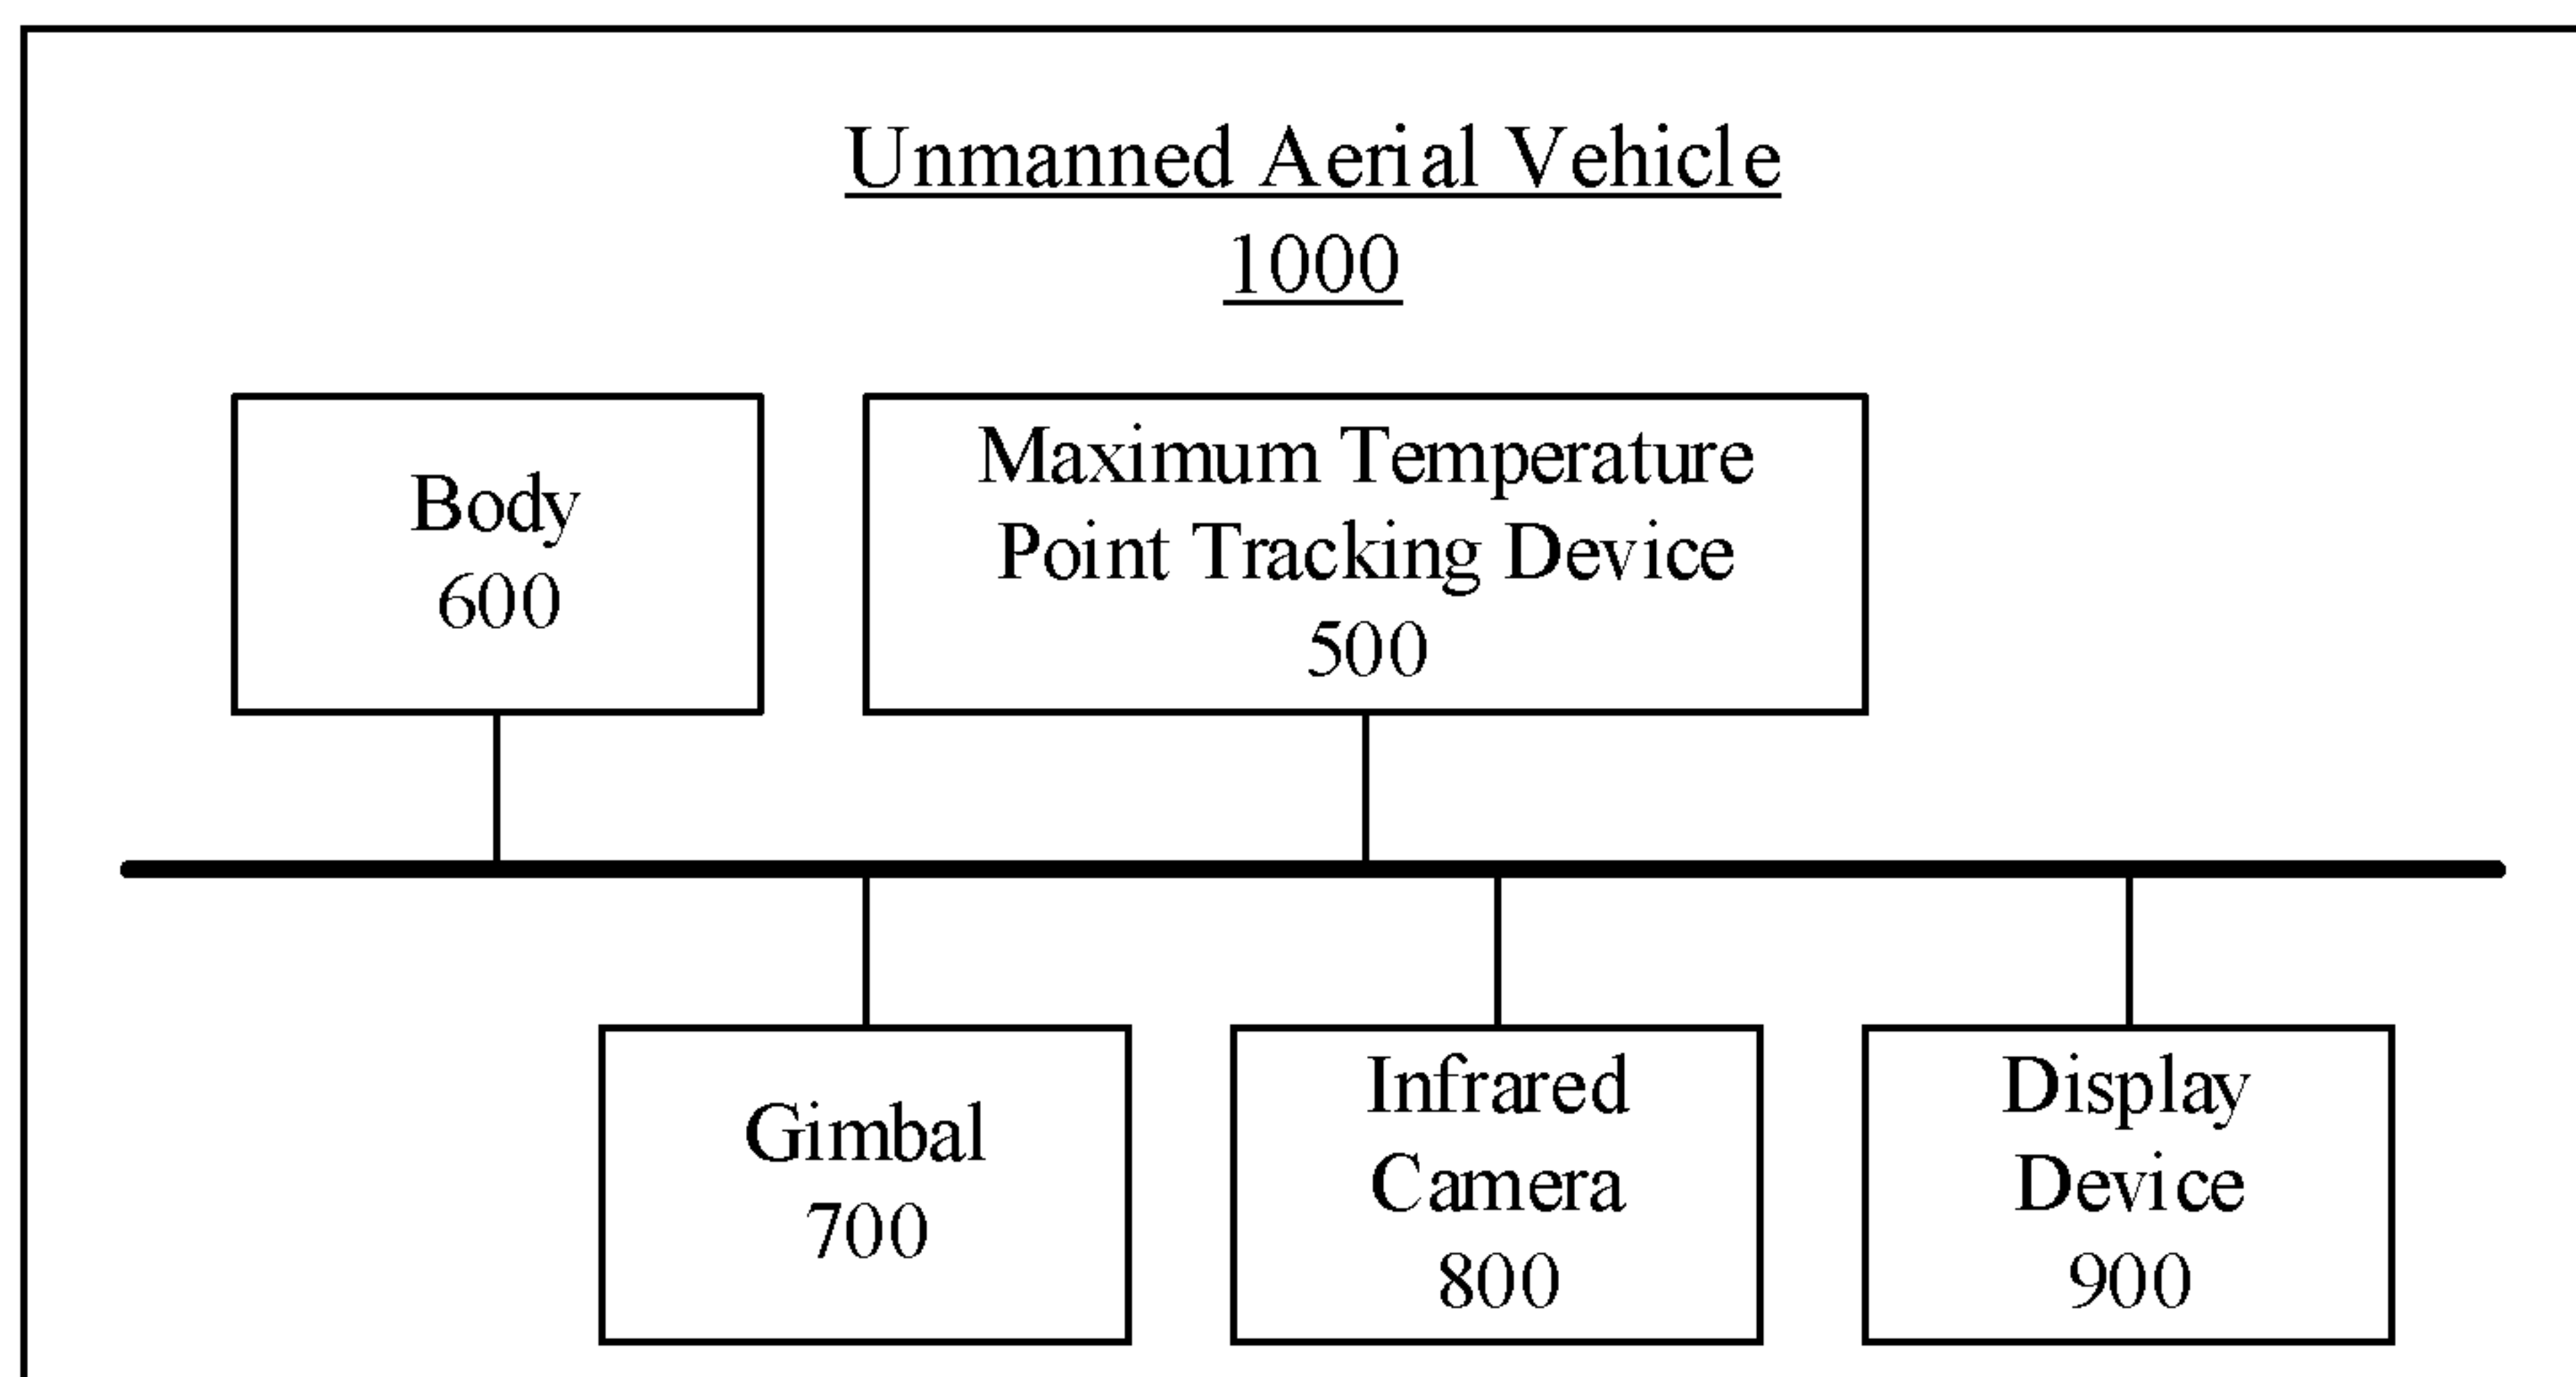 Unmanned Aerial Vehicle
1000
Body
600
Maximum Temperature
Point Tracking Device
500
Gimbal
700
Infrared
Camera
800
Display
Device
900